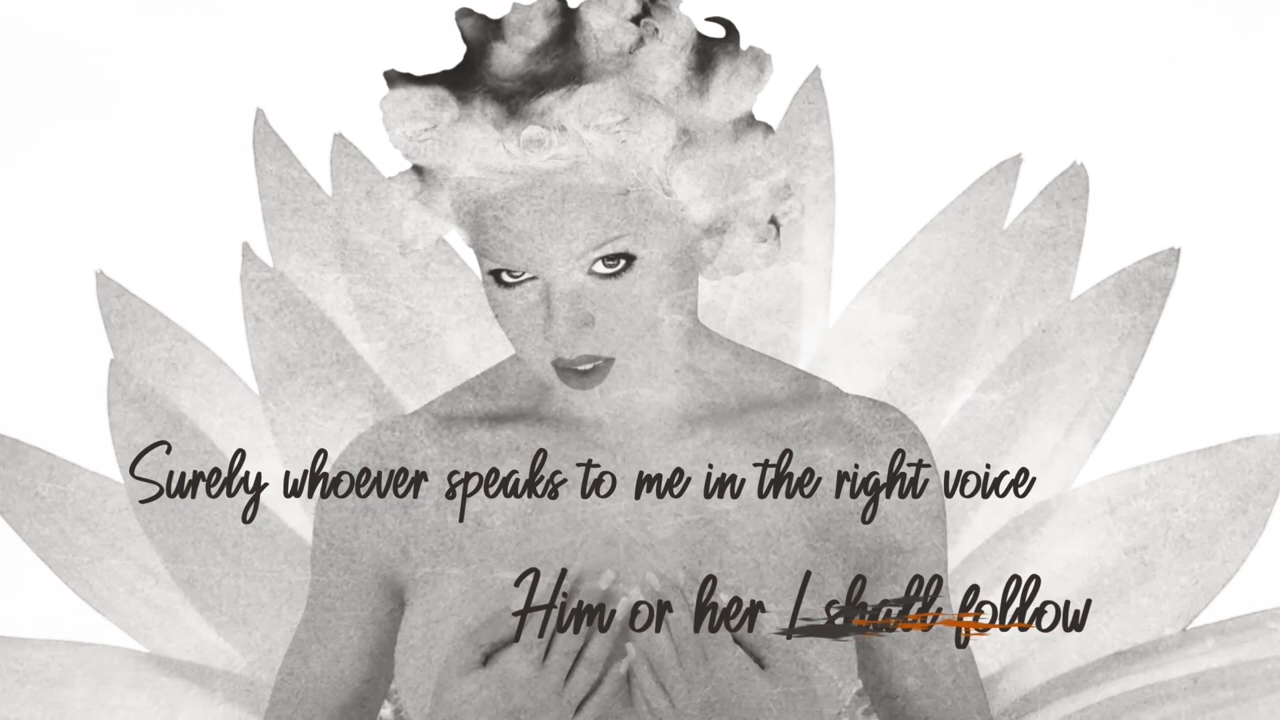 Surely whoever speaks to me in the right voice
Him or her I shall follow